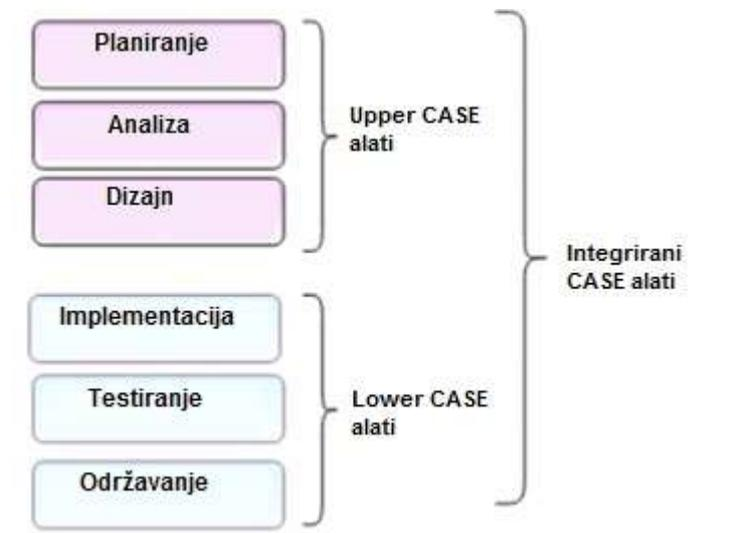 Planiranje
Analiza
Dizajn
Upper CASE
alati
Implementacija
Testiranje
Održavanje
Lower CASE
alati
Integrirani
CASE alati